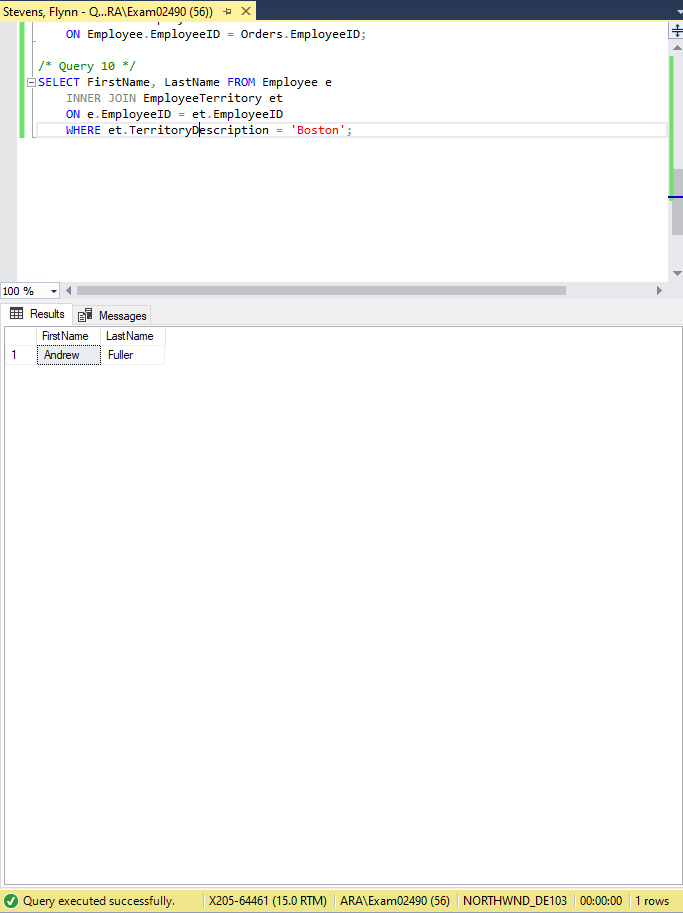 Stevens, Flynn - Q...RA\Exam02490 (56))
ON Employee.EmployeeID = Orders.EmployeeID;
/* Query 10 */
SELECT FirstName, LastName FROM Employee e
INNER JOIN EmployeeTerritory et
ON e.EmployeeID = et.EmployeeID
WHERE et.TerritoryDescription = 'Boston';
100 %
Results Messages
FirstName LastName
1 Andrew Fuller
Query executed successfully. X205-64461 (15.0 RTM) ARA\Exam02490 (56) NORTHWND_DE103 00:00:00 1 rows